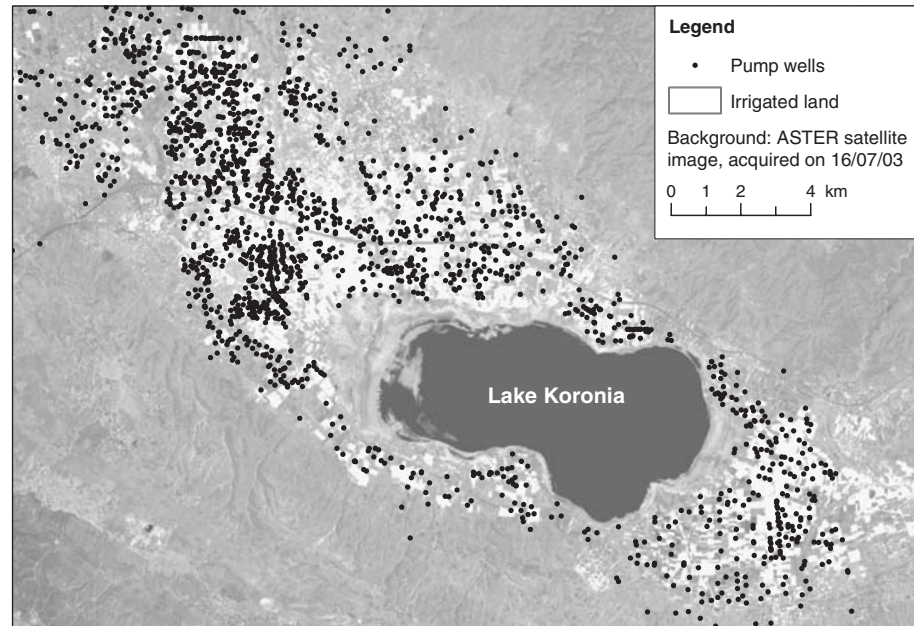 Legend
Pump wells
Irrigated land
Background: ASTER satellite
image, acquired on 16/07/03
0 1 2 4 km
Lake Koronia